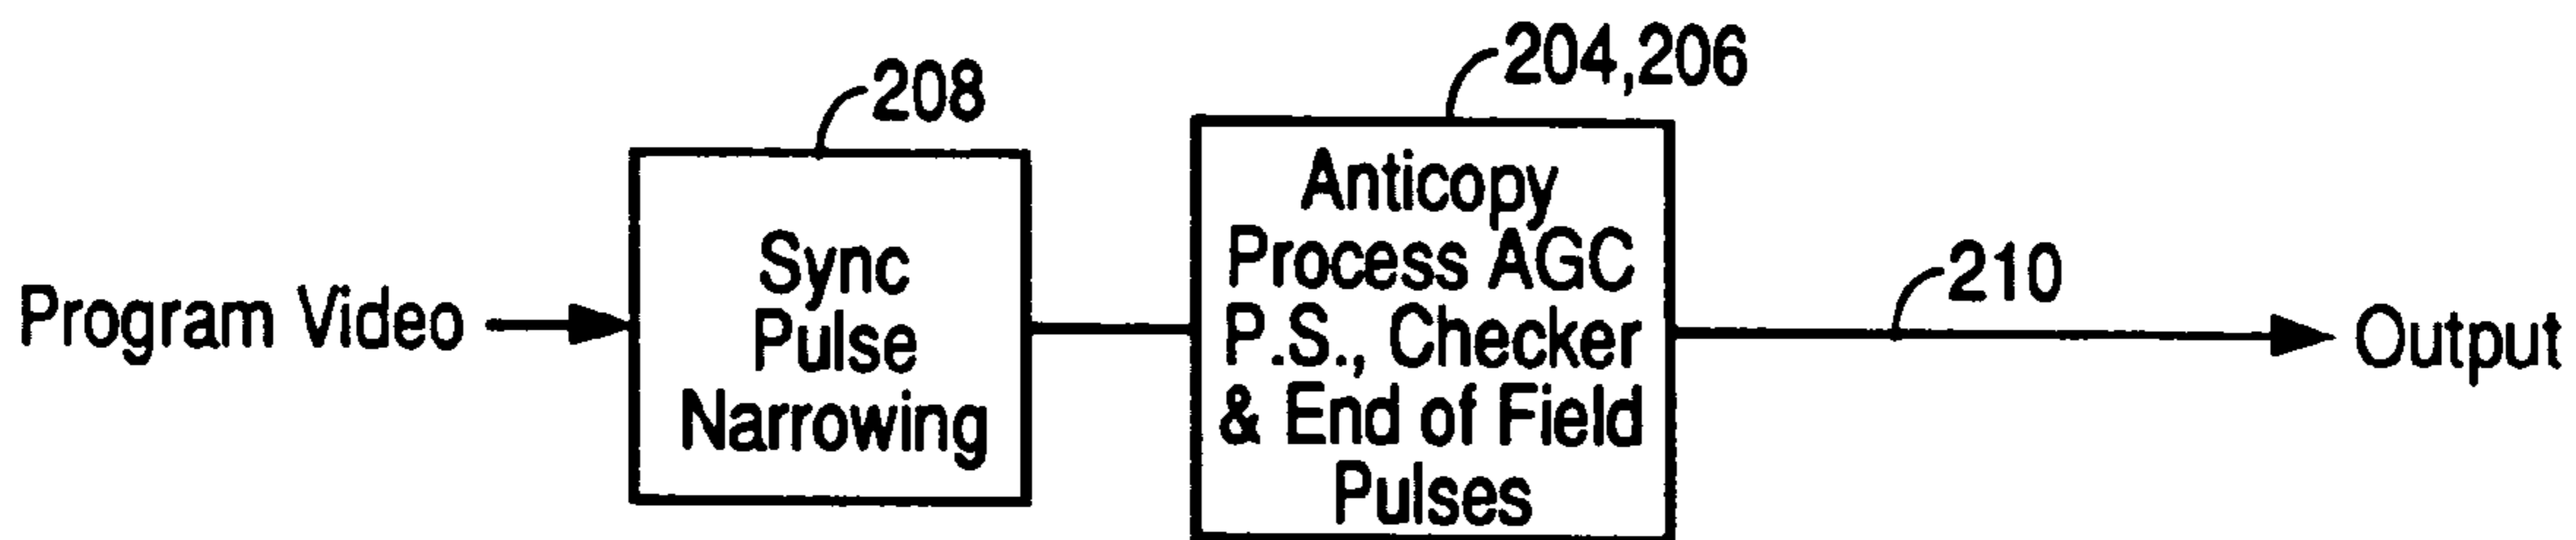 Program Video
208
Sync
Pulse
Narrowing
204,206
Anticopy
Process AGC
P.S., Checker
& End of Field
Pulses
210
Output